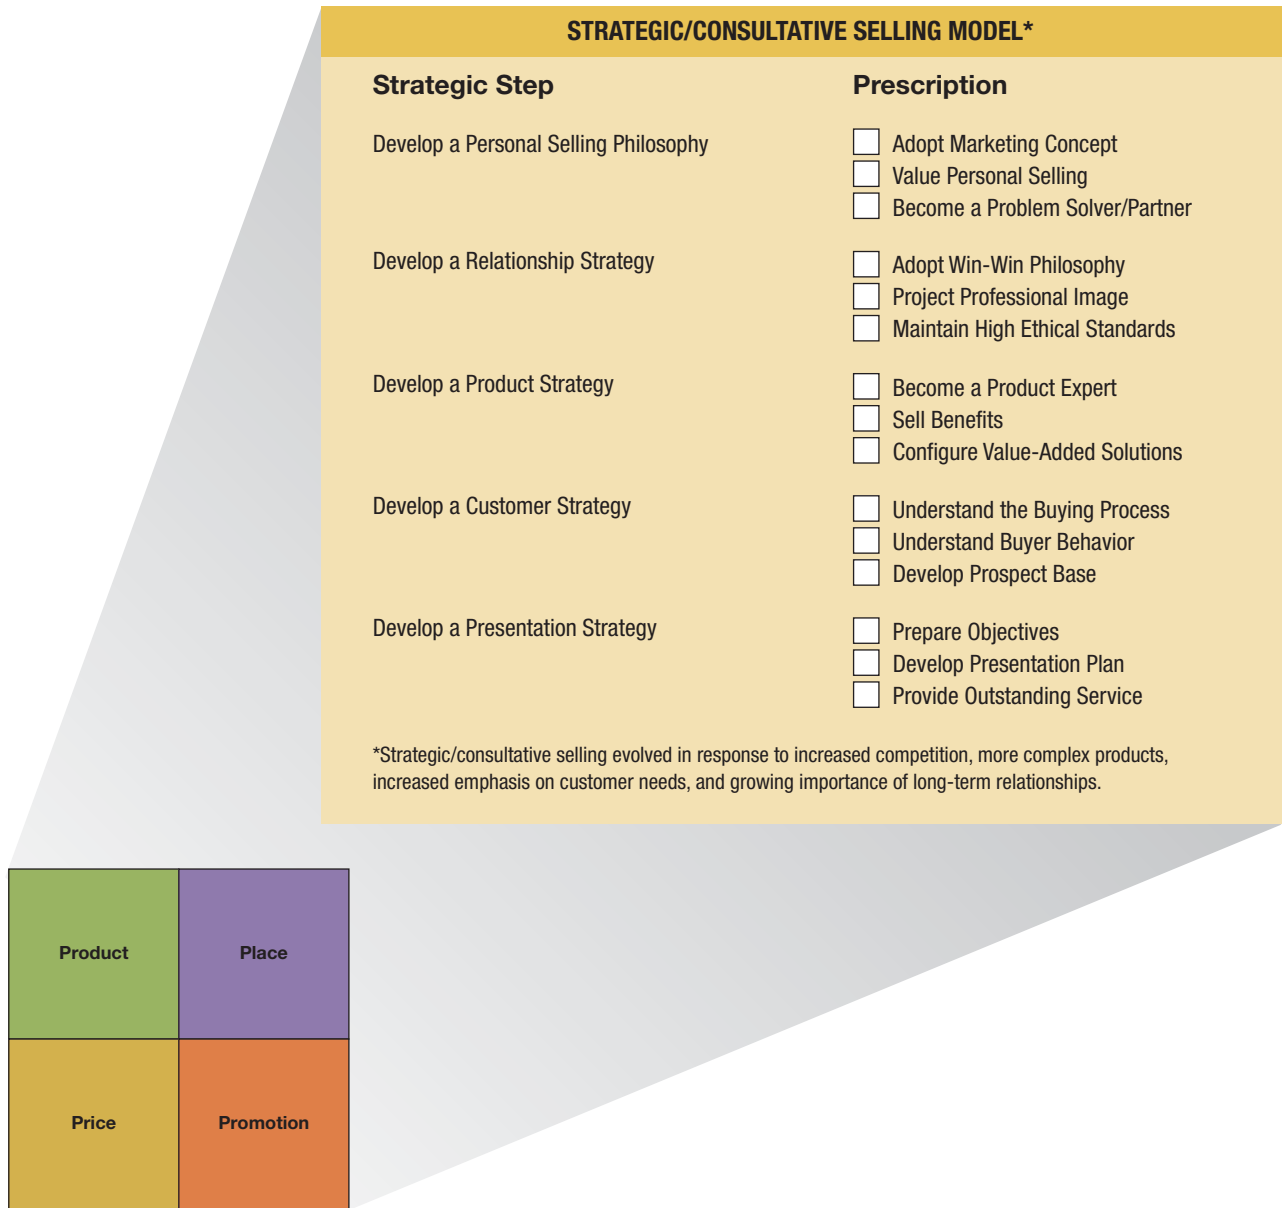 STRATEGIC/CONSULTATIVE SELLING MODEL*
Strategic Step
Prescription
Develop a Personal Selling Philosophy
Adopt Marketing Concept
Value Personal Selling
Become a Problem Solver/Partner
Develop a Relationship Strategy
Adopt Win-Win Philosophy
Project Professional Image
Maintain High Ethical Standards
Develop a Product Strategy
Become a Product Expert
Sell Benefits
Configure Value-Added Solutions
Develop a Customer Strategy
Understand the Buying Process
Understand Buyer Behavior
Develop Prospect Base
Develop a Presentation Strategy
Prepare Objectives
Develop Presentation Plan
Provide Outstanding Service
*Strategic/consultative selling evolved in response to increased competition, more complex products,
increased emphasis on customer needs, and growing importance of long-term relationships.
Product
Place
Price
Promotion